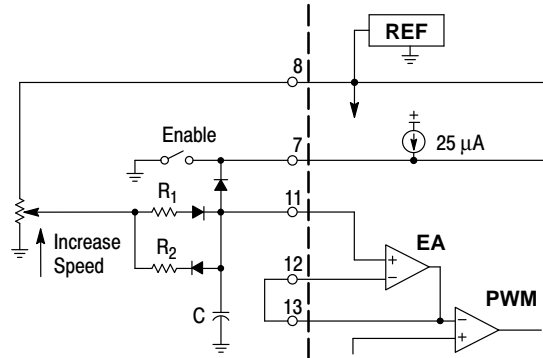 REF
8
Enable
7
25 μA
R1
11
Increase
Speed
R2
12
EA
13
C
PWM
+
−
−
+
+